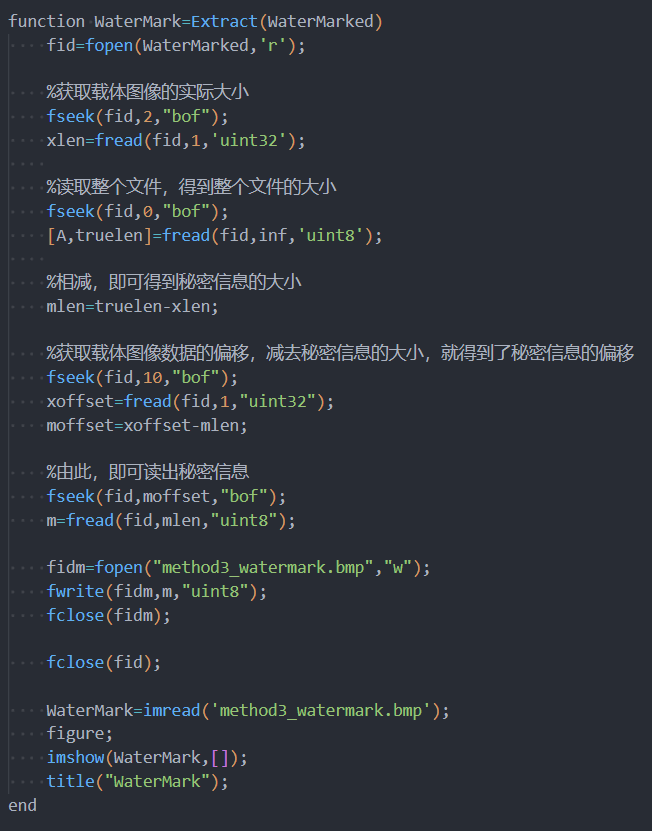 function WaterMark=Extract(WaterMarked)
fid=fopen(WaterMarked,'r');
%获取载体图像的实际大小
fseek(fid,2,"bof");
xlen=fread(fid,1,'uint32');
%读取整个文件，得到整个文件的大小
fseek(fid,0,"bof");
[A,truelen]=fread(fid,inf,'uint8');
%相减，即可得到秘密信息的大小
mlen=truelen-xlen;
%获取载体图像数据的偏移，减去秘密信息的大小，就得到了秘密信息的偏移
fseek(fid,10,"bof");
xoffset=fread(fid,1,"uint32");
moffset=xoffset-mlen;
%由此，即可读出秘密信息
fseek(fid,moffset,"bof");
m=fread(fid,mlen,"uint8");
fidm=fopen("method3_watermark.bmp","w");
fwrite(fidm,m,"uint8");
fclose(fidm);
fclose(fid);
WaterMark=imread('method3_watermark.bmp');
figure;
imshow(WaterMark,[]);
title("WaterMark");
end